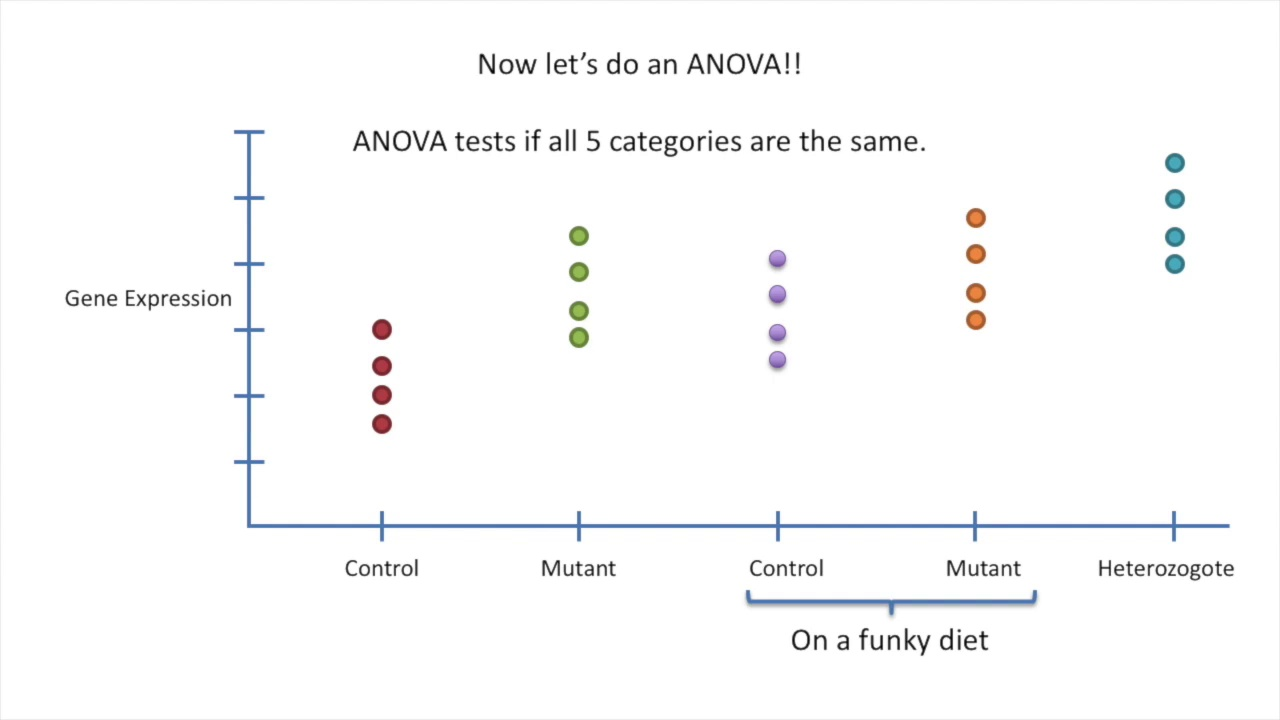 Now let’s do an ANOVA!!
ANOVA tests if all 5 categories are the same.
Gene Expression
Control
Mutant
Control
Mutant
Heterozogote
On a funky diet